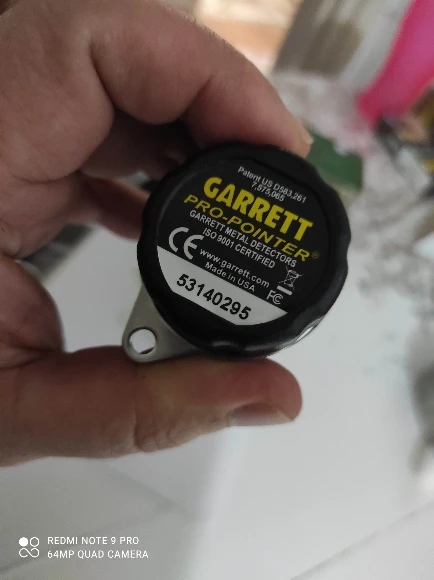 Patent US D583,261
7,575,065
GARRETT
PRO-POINTER®
GARRETT METAL DETECTORS
ISO 9001 CERTIFIED
CE www.garrett.com
Made in USA FC
53140295
REDMI NOTE 9 PRO
64MP QUAD CAMERA